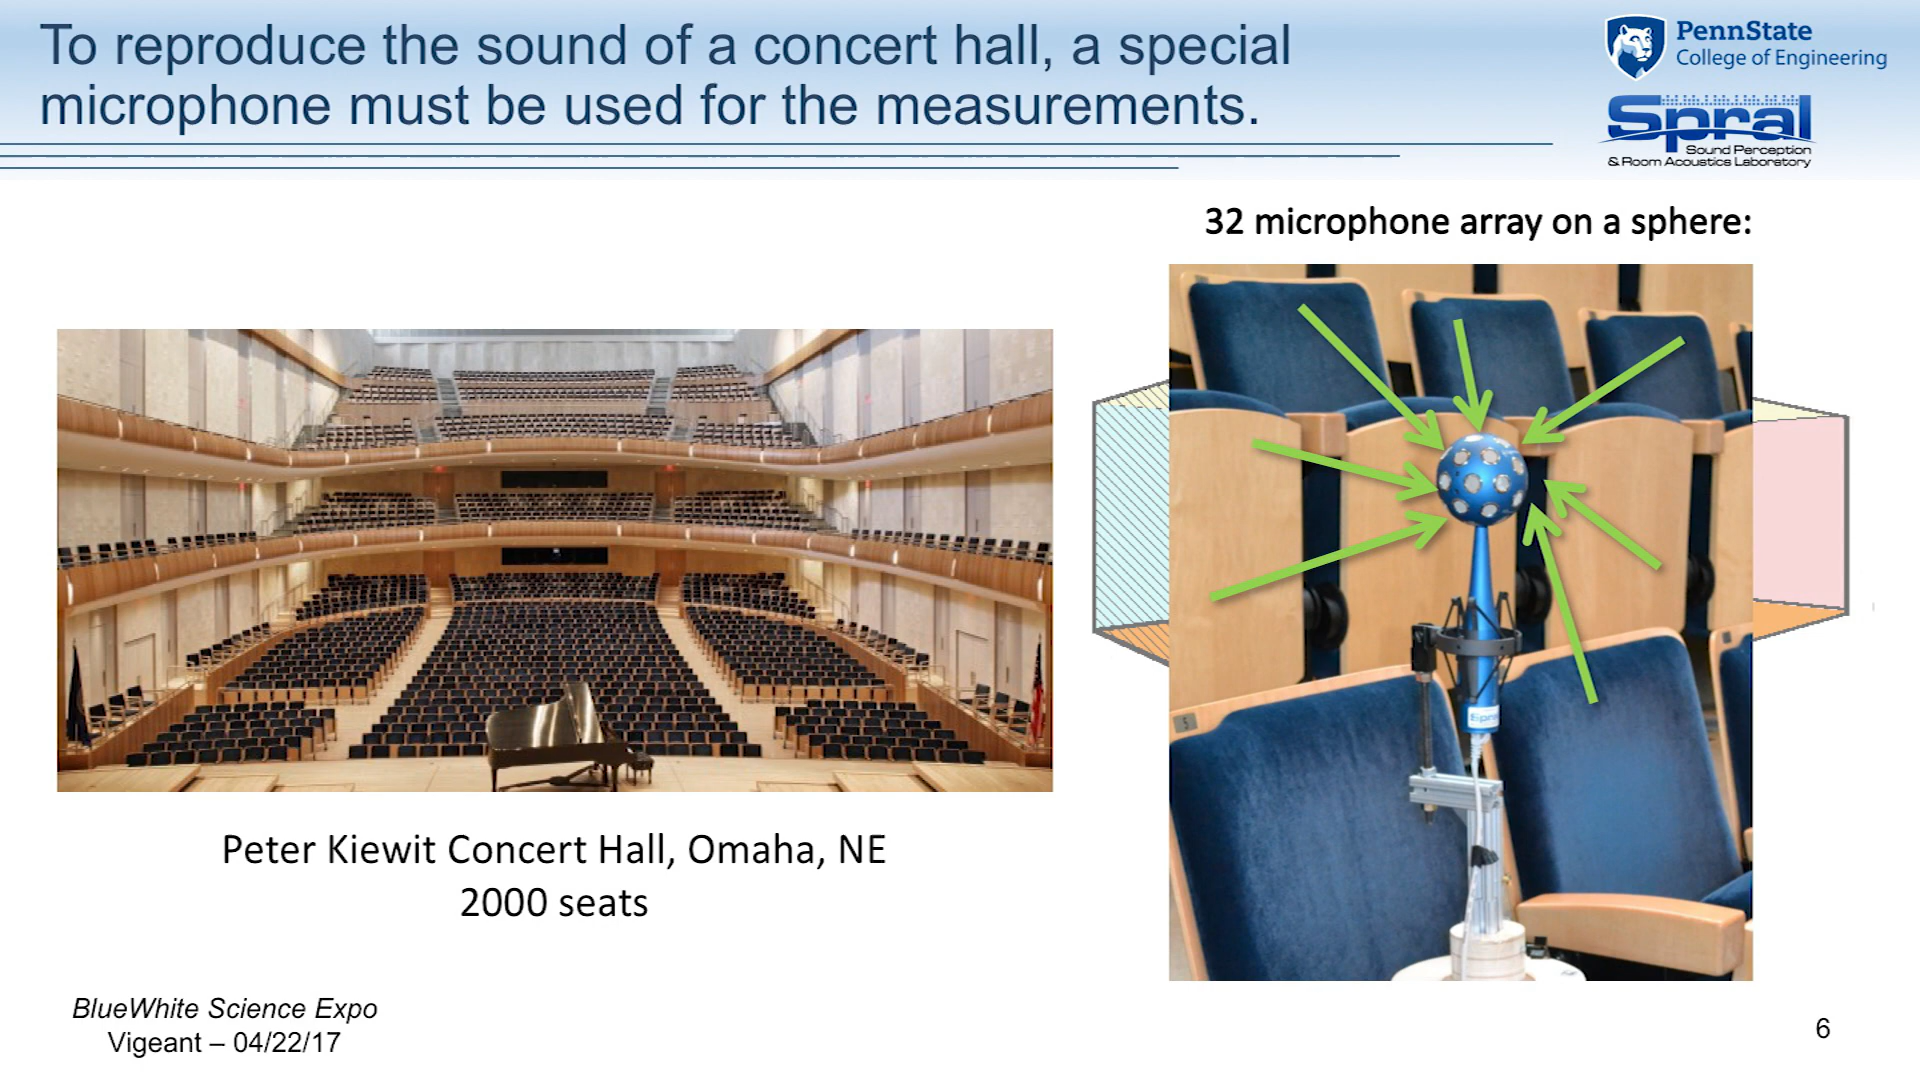 To reproduce the sound of a concert hall, a special
microphone must be used for the measurements.
PennState
College of Engineering
Spral
Sound Perception
& Room Acoustics Laboratory
32 microphone array on a sphere:
5
Spral
Peter Kiewit Concert Hall, Omaha, NE
2000 seats
BlueWhite Science Expo
Vigeant – 04/22/17
6